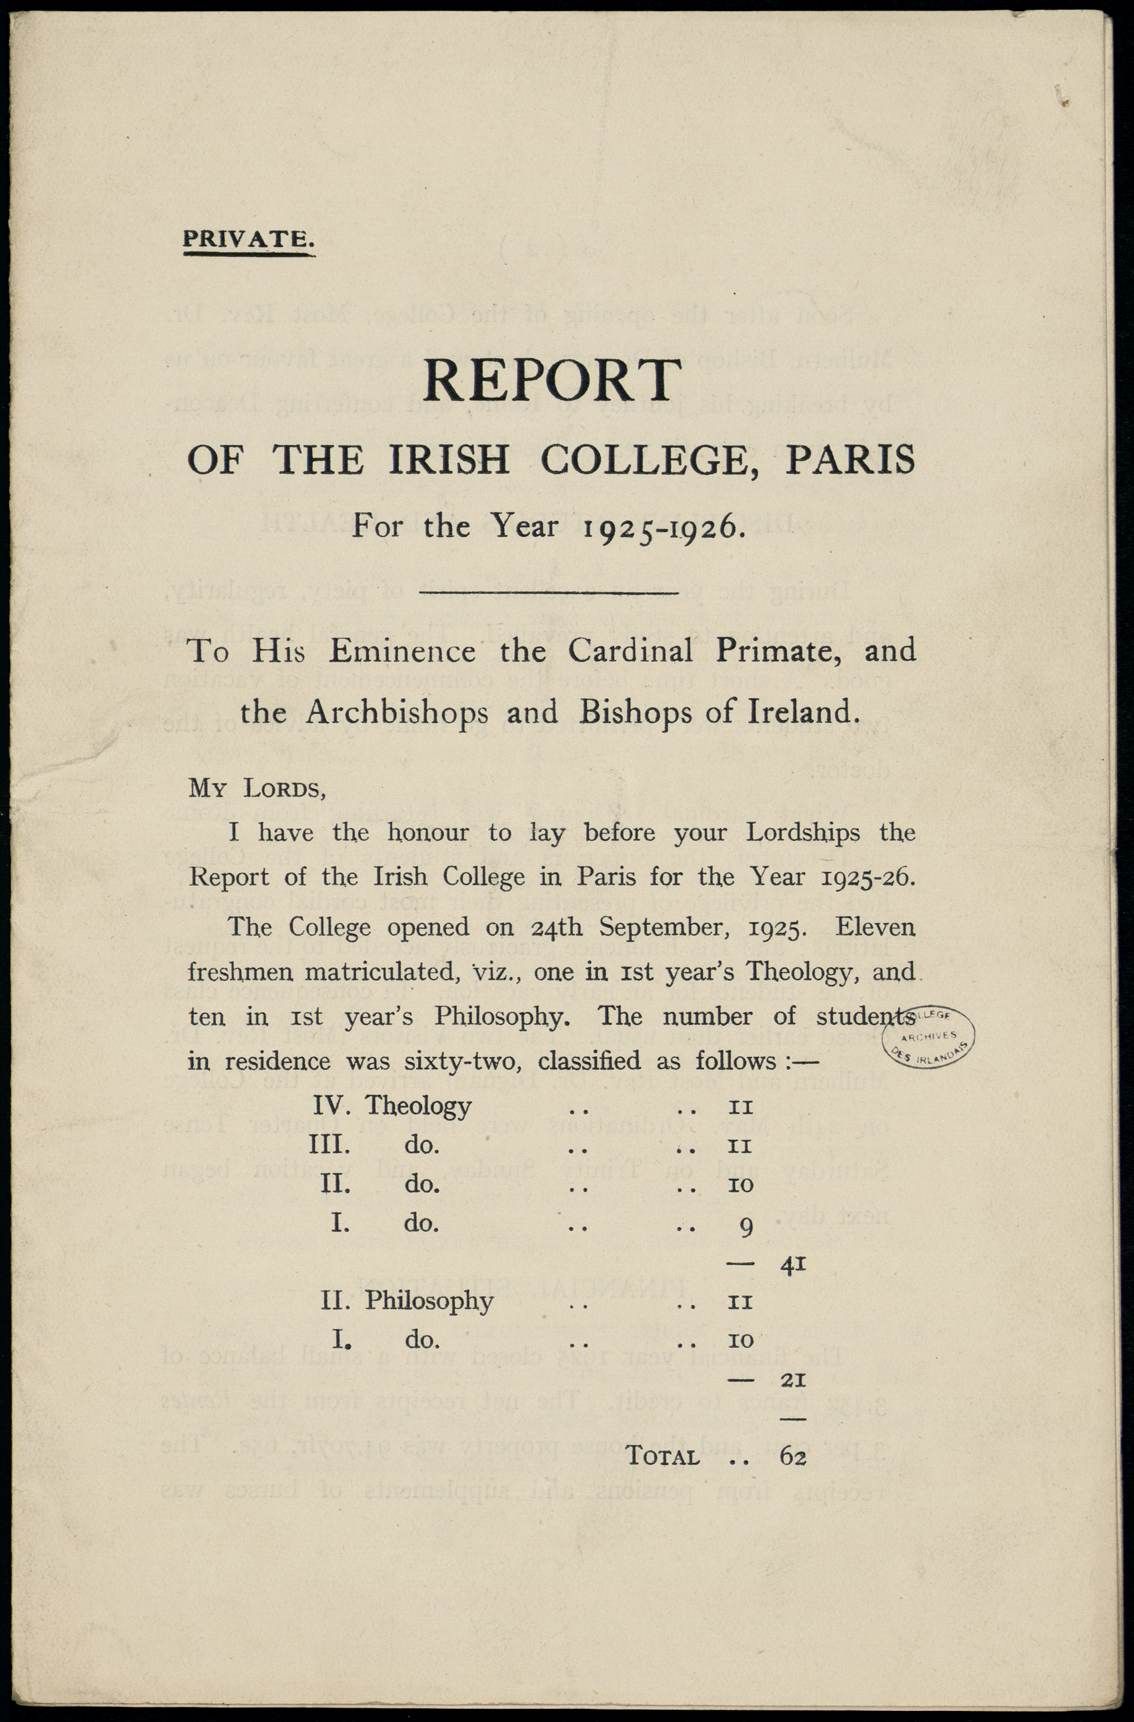 PRIVATE.
REPORT
OF THE IRISH COLLEGE, PARIS
For the Year 1925-1926.
To His Eminence the Cardinal Primate, and
the Archbishops and Bishops of Ireland.
My Lords,
I have the honour to lay before your Lordships the
Report of the Irish College in Paris for the Year 1925-26.
The College opened on 24th September, 1925. Eleven
freshmen matriculated, viz., one in 1st year's Theology, and
ten in 1st year's Philosophy. The number of students
in residence was sixty-two, classified as follows :—
COLLEGE
ARCHIVES
DES IRLANDAIS
IV. Theology .. .. 11
III. do. .. .. 11
II. do. .. .. 10
I. do. .. .. 9
— 41
II. Philosophy .. .. 11
I. do. .. .. 10
— 21
—
Total .. 62